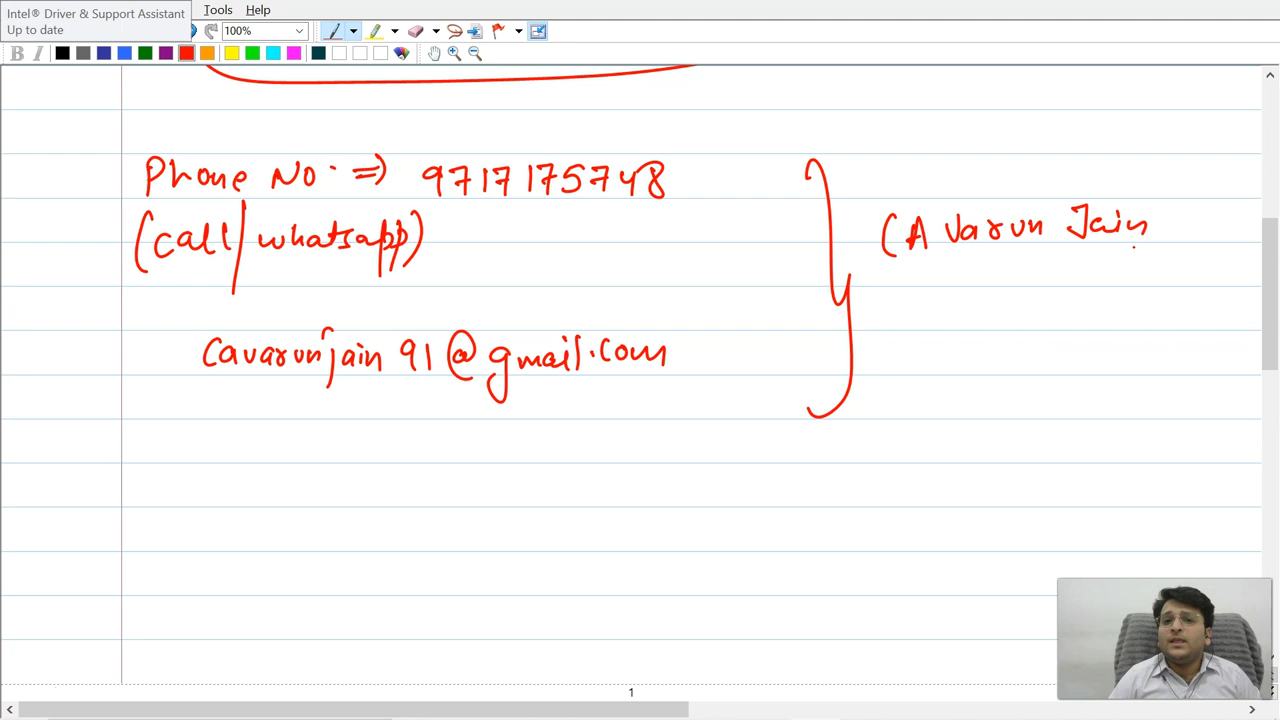 Intel® Driver & Support Assistant
Up to date
Tools Help
100%
B I
Phone No. => 9717175748
(call/whatsapp)
CA Varun Jain
cavarunjain91@gmail.com
1